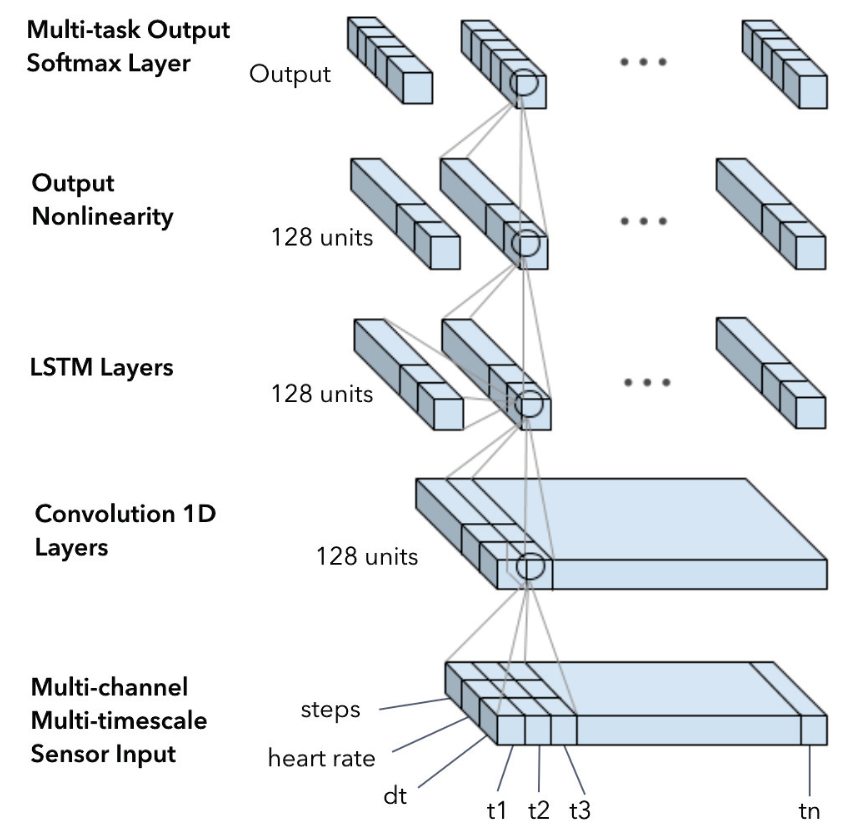 Multi-task Output
Softmax Layer
Output
Output
Nonlinearity
128 units
LSTM Layers
128 units
Convolution 1D
Layers
128 units
Multi-channel
Multi-timescale
Sensor Input
steps
heart rate
dt
t1 t2 t3 tn